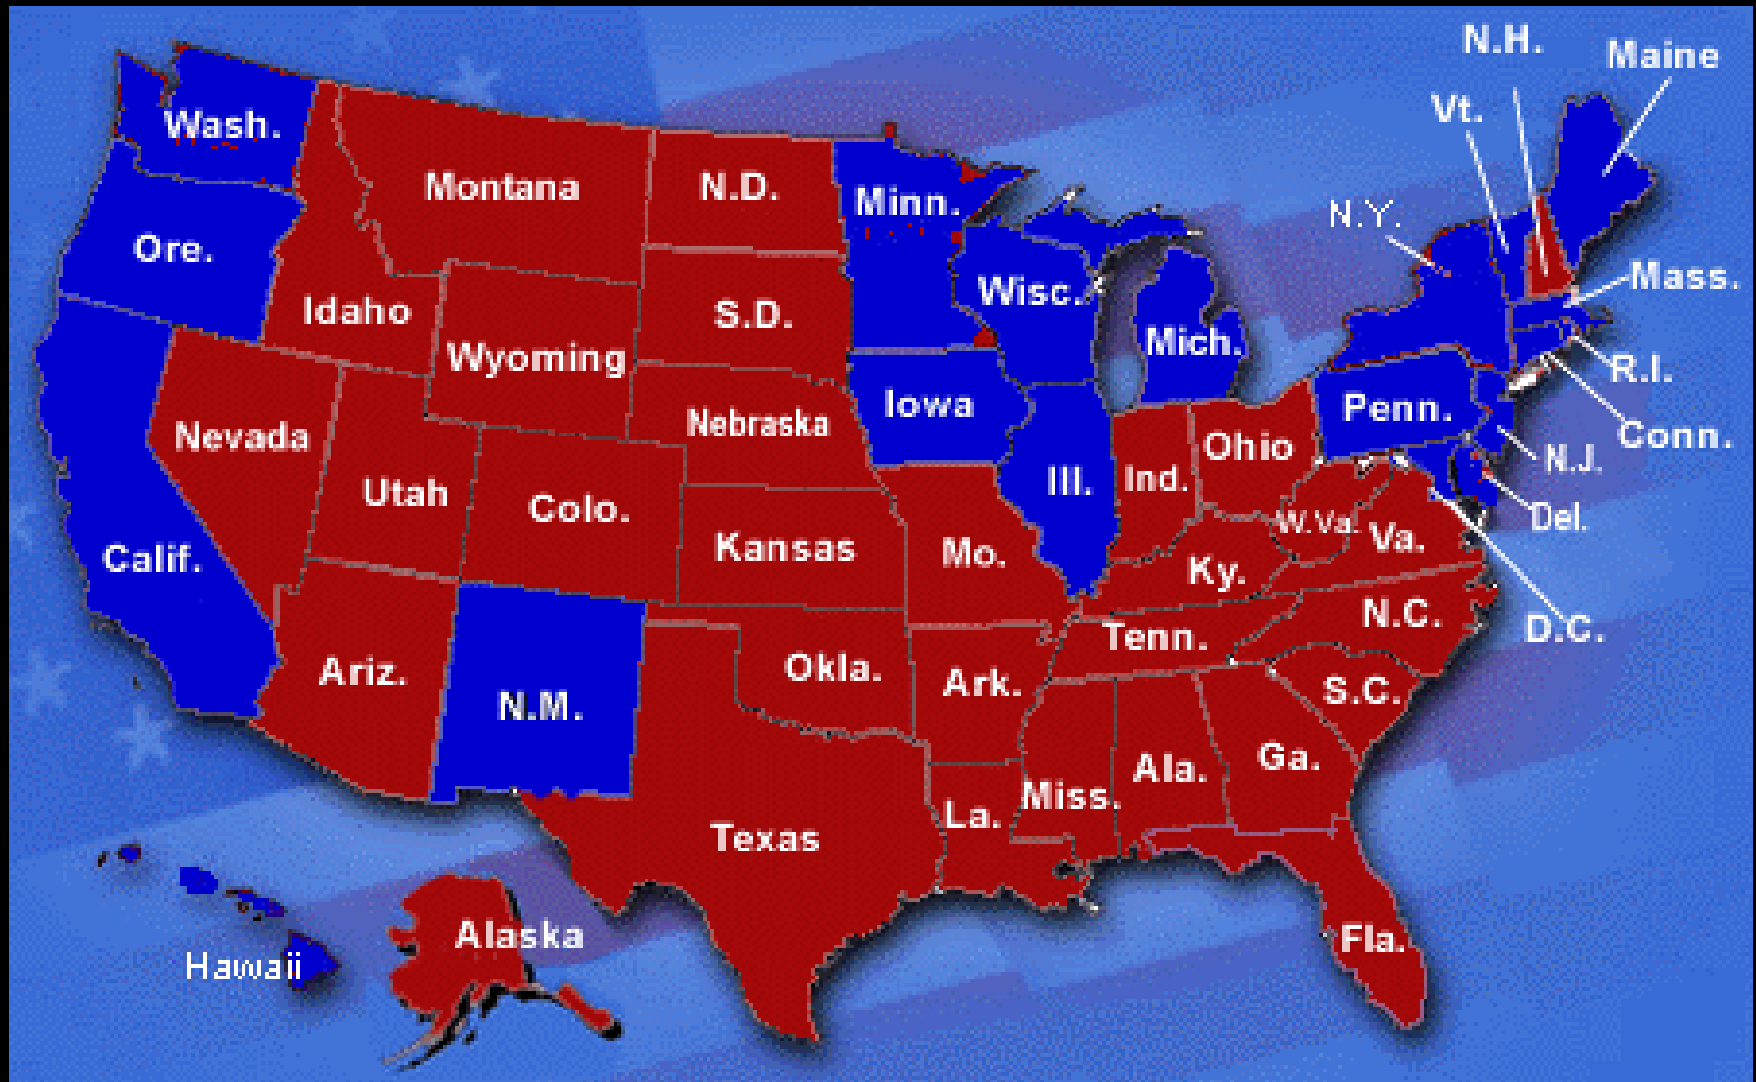 N.H.
Maine
Vt.
Wash.
Montana
N.D.
Minn.
N.Y.
Ore.
Mass.
Wisc.
Idaho
S.D.
Mich.
Wyoming
R.I.
Iowa
Penn.
Nebraska
Conn.
Nevada
Ohio
N.J.
Utah
Colo.
Ill.
Ind.
Del.
W.Va.
Va.
Kansas
Mo.
Calif.
Ky.
N.C.
D.C.
Tenn.
Ariz.
Okla.
Ark.
S.C.
N.M.
Ga.
Ala.
Miss.
La.
Texas
Alaska
Fla.
Hawaii